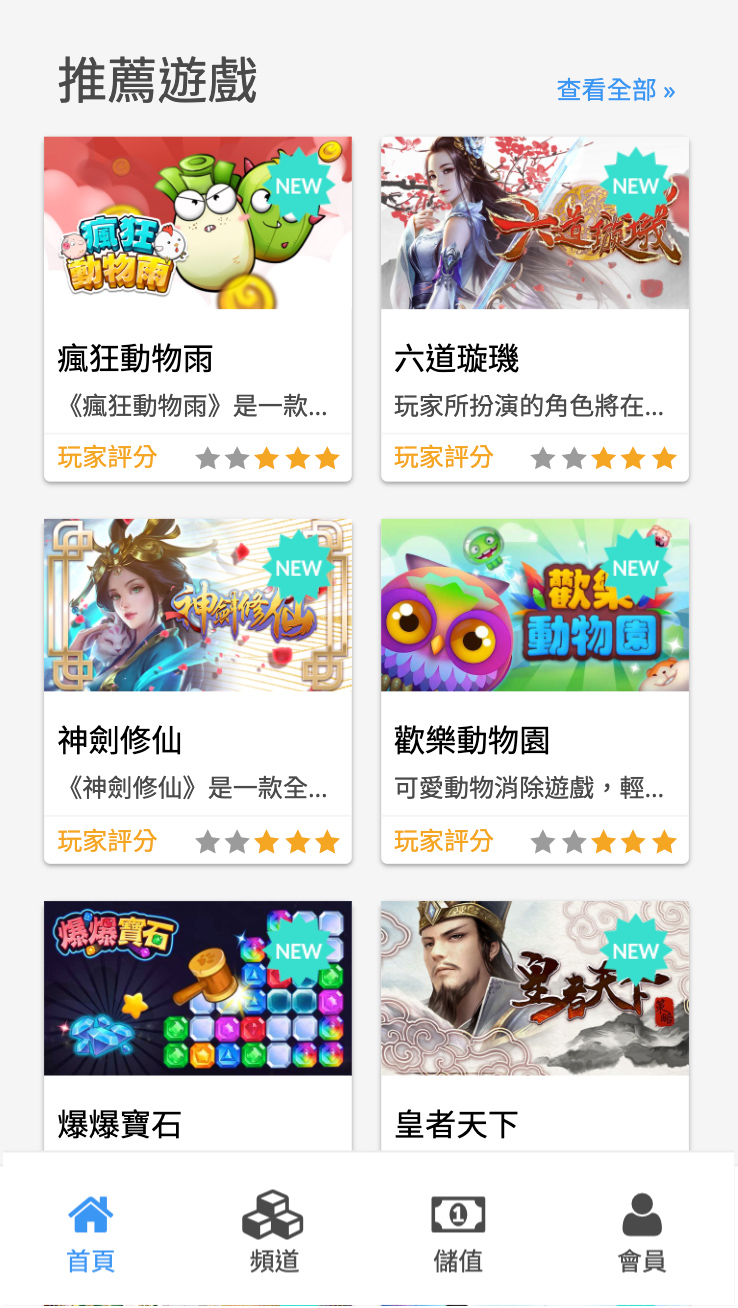 推薦遊戲
查看全部 »
NEW
瘋狂
動物雨
NEW
六道璇璣
瘋狂動物雨
六道璇璣
《瘋狂動物雨》是一款...
玩家所扮演的角色將在...
玩家評分
玩家評分
NEW
神劍修仙
NEW
歡樂
動物園
神劍修仙
歡樂動物園
《神劍修仙》是一款全...
可愛動物消除遊戲，輕...
玩家評分
玩家評分
爆爆寶石
NEW
NEW
皇者天下
爆爆寶石
皇者天下
1
首頁
頻道
儲值
會員